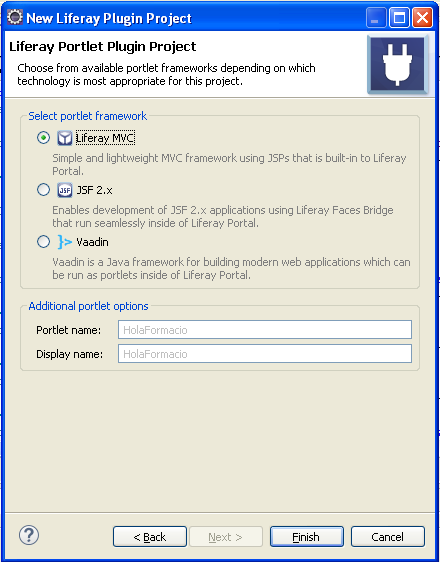 New Liferay Plugin Project
Liferay Portlet Plugin Project
Choose from available portlet frameworks depending on which
technology is most appropriate for this project.
Select portlet framework
Liferay MVC
Simple and lightweight MVC framework using JSPs that is built-in to Liferay
Portal.
JSF JSF 2.x
Enables development of JSF 2.x applications using Liferay Faces Bridge
that run seamlessly inside of Liferay Portal.
Vaadin
Vaadin is a Java framework for building modern web applications which can
be run as portlets inside of Liferay Portal.
Additional portlet options
Portlet name: HolaFormacio
Display name: HolaFormacio
? < Back Next > Finish Cancel